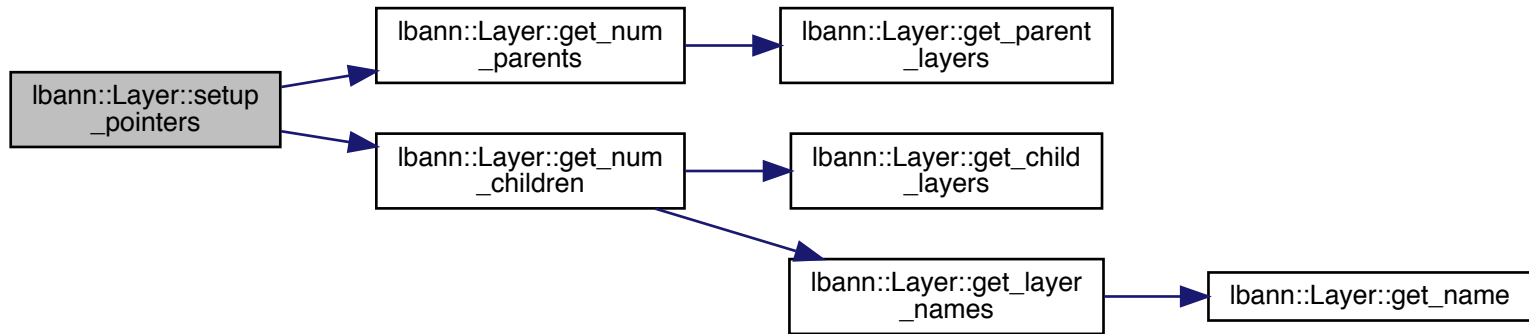 lbann::Layer::setup
_pointers
lbann::Layer::get_num
_parents
lbann::Layer::get_parent
_layers
lbann::Layer::get_num
_children
lbann::Layer::get_child
_layers
lbann::Layer::get_layer
_names
lbann::Layer::get_name